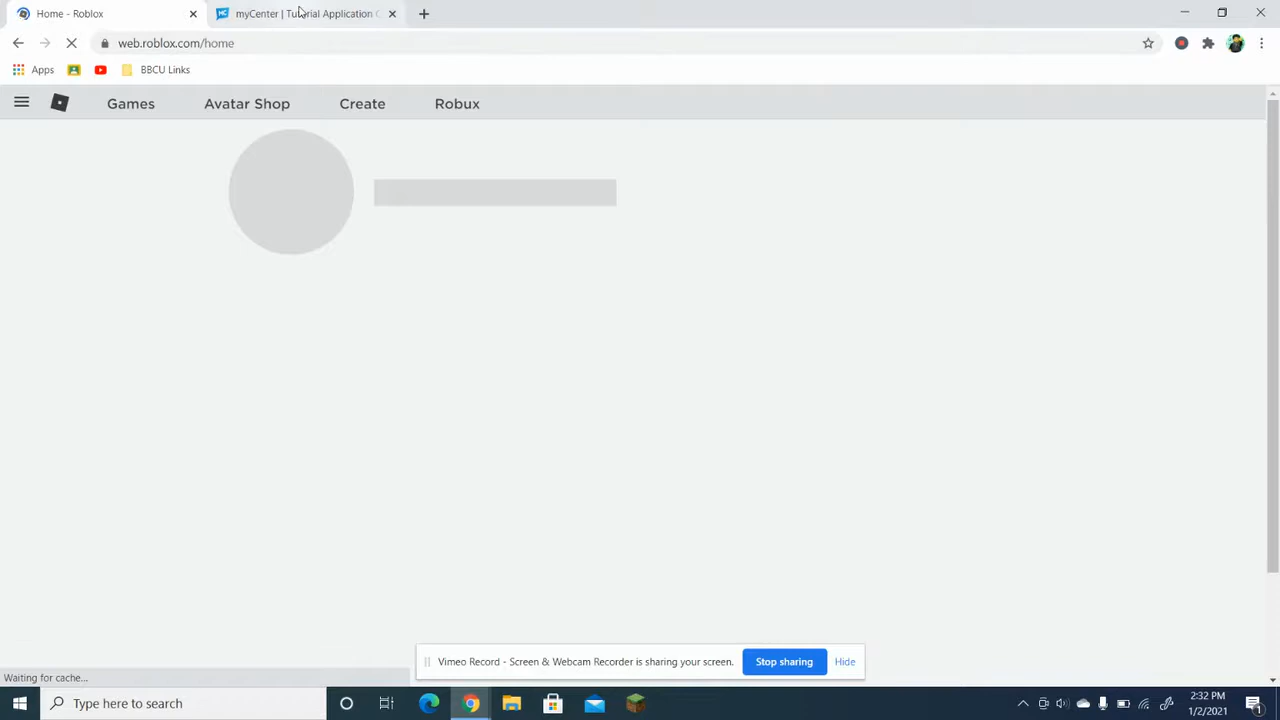 Home - Roblox
myCenter | Tutorial Application C
web.roblox.com/home
Apps
BBCU Links
Games
Avatar Shop
Create
Robux
Vimeo Record - Screen & Webcam Recorder is sharing your screen.
Stop sharing
Hide
Waiting for cache...
Type here to search
2:32 PM
1/2/2021
1